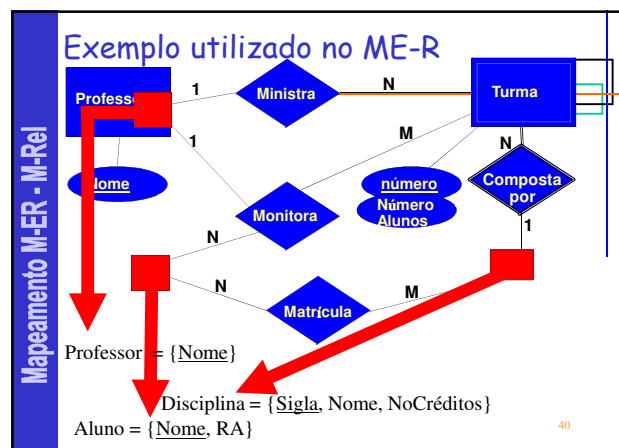 Mapeamento M-ER - M-Rel
Exemplo utilizado no ME-R
1
Ministra
N
Turma
1
M
N
Nome
número
Número
Alunos
Composta
por
Monitora
N
1
N
Matrícula
M
Professor = {Nome}
Disciplina = {Sigla, Nome, NoCréditos}
Aluno = {Nome, RA}
40